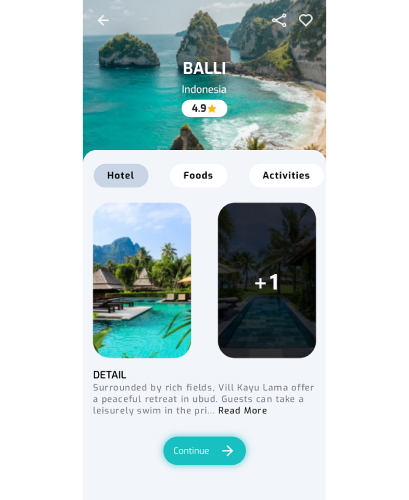 BALLI
Indonesia
4.9
Hotel
Foods
Activities
+1
DETAIL
Surrounded by rich fields, Vill Kayu Lama offer
a peaceful retreat in ubud. Guests can take a
leisurely swim in the pri... Read More
Continue